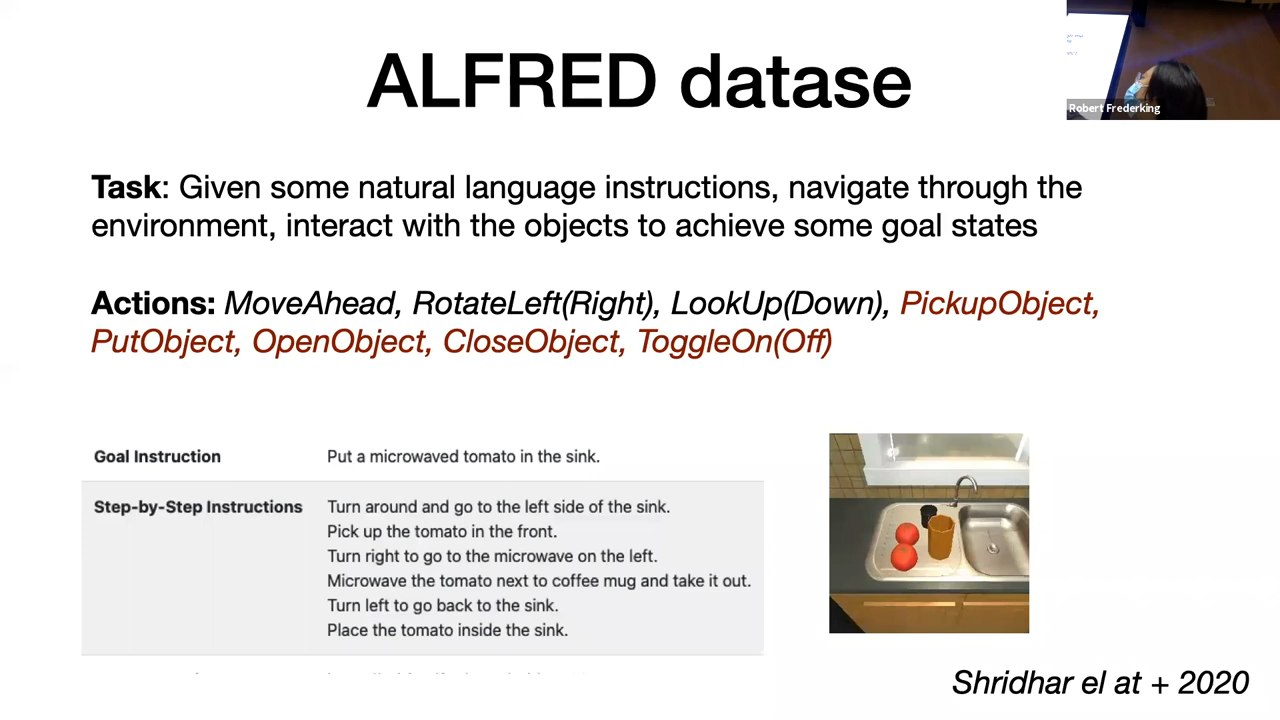 ALFRED datase
Robert Frederking
Task: Given some natural language instructions, navigate through the
environment, interact with the objects to achieve some goal states
Actions: MoveAhead, RotateLeft(Right), LookUp(Down), PickupObject,
PutObject, OpenObject, CloseObject, ToggleOn(Off)
Goal Instruction Put a microwaved tomato in the sink.
Step-by-Step Instructions Turn around and go to the left side of the sink.
Pick up the tomato in the front.
Turn right to go to the microwave on the left.
Microwave the tomato next to coffee mug and take it out.
Turn left to go back to the sink.
Place the tomato inside the sink.
Shridhar el at + 2020